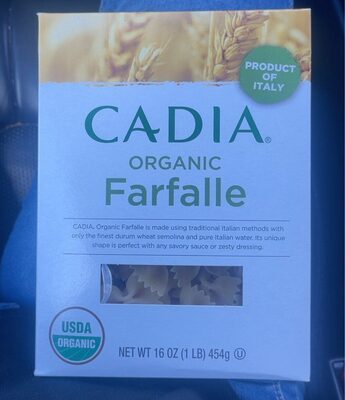 PRODUCT
OF
ITALY
CADIA®
ORGANIC
Farfalle
CADIA® Organic Farfalle is made using traditional Italian methods with
only the finest durum wheat semolina and pure Italian water. Its unique
shape is perfect with any savory sauce or zesty dressing.
USDA
ORGANIC
NET WT 16 OZ (1 LB) 454g U